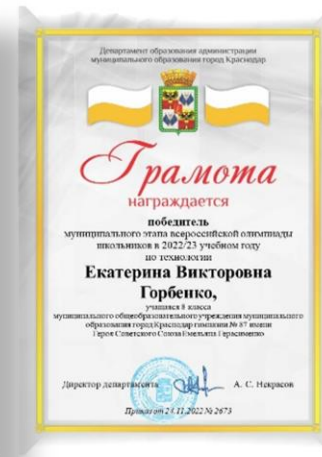 Департамент образования администрации
муниципального образования город Краснодар
Грамота
награждается
победитель
муниципального этапа всероссийской олимпиады
школьников в 2022/23 учебном году
по технологии
Екатерина Викторовна
Горбенко,
учащаяся 8 класса
муниципального общеобразовательного учреждения муниципального
образования город Краснодар гимназии № 87 имени
Героя Советского Союза Емельяна Герасименко
Директор департамента А. С. Некрасов
Приказ от 24.11.2022 № 2673